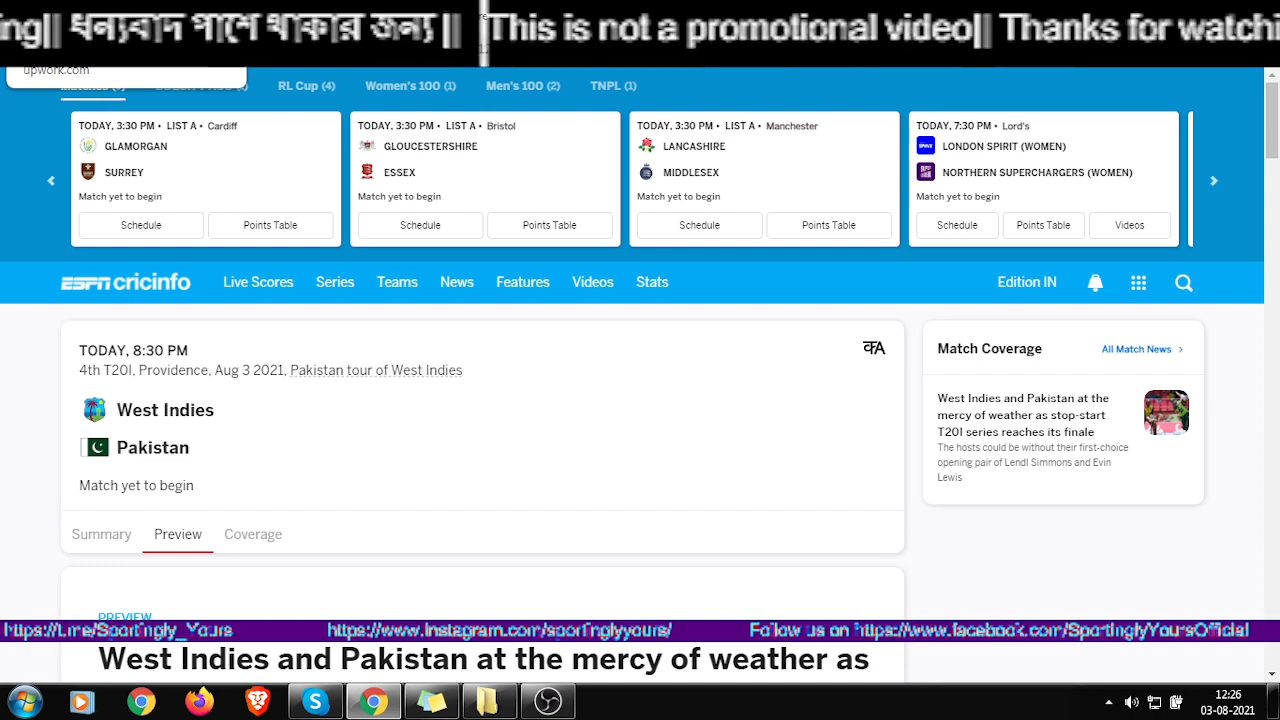 ing|| ধন্যবাদ পাশে থাকার জন্য || This is not a promotional video|| Thanks for watchi
upwork.com
RL Cup (4) Women's 100 (1) Men's 100 (2) TNPL (1)
TODAY, 3:30 PM • LIST A • Cardiff
GLAMORGAN
SURREY
Match yet to begin
Schedule Points Table
TODAY, 3:30 PM • LIST A • Bristol
GLOUCESTERSHIRE
ESSEX
Match yet to begin
Schedule Points Table
TODAY, 3:30 PM • LIST A • Manchester
LANCASHIRE
MIDDLESEX
Match yet to begin
Schedule Points Table
TODAY, 7:30 PM • Lord's
LONDON SPIRIT (WOMEN)
NORTHERN SUPERCHARGERS (WOMEN)
Match yet to begin
Schedule Points Table Videos
ESPN cricinfo Live Scores Series Teams News Features Videos Stats Edition IN
TODAY, 8:30 PM
4th T20I, Providence, Aug 3 2021, Pakistan tour of West Indies
कA
West Indies
Pakistan
Match yet to begin
Summary Preview Coverage
Match Coverage All Match News
West Indies and Pakistan at the
mercy of weather as stop-start
T20I series reaches its finale
The hosts could be without their first-choice
opening pair of Lendl Simmons and Evin
Lewis
PREVIEW
https://t.me/Sportingly_Yours https://www.instagram.com/sportinglyyours/ Follow us on https://www.facebook.com/SportinglyYoursOfficial
West Indies and Pakistan at the mercy of weather as
12:26
03-08-2021